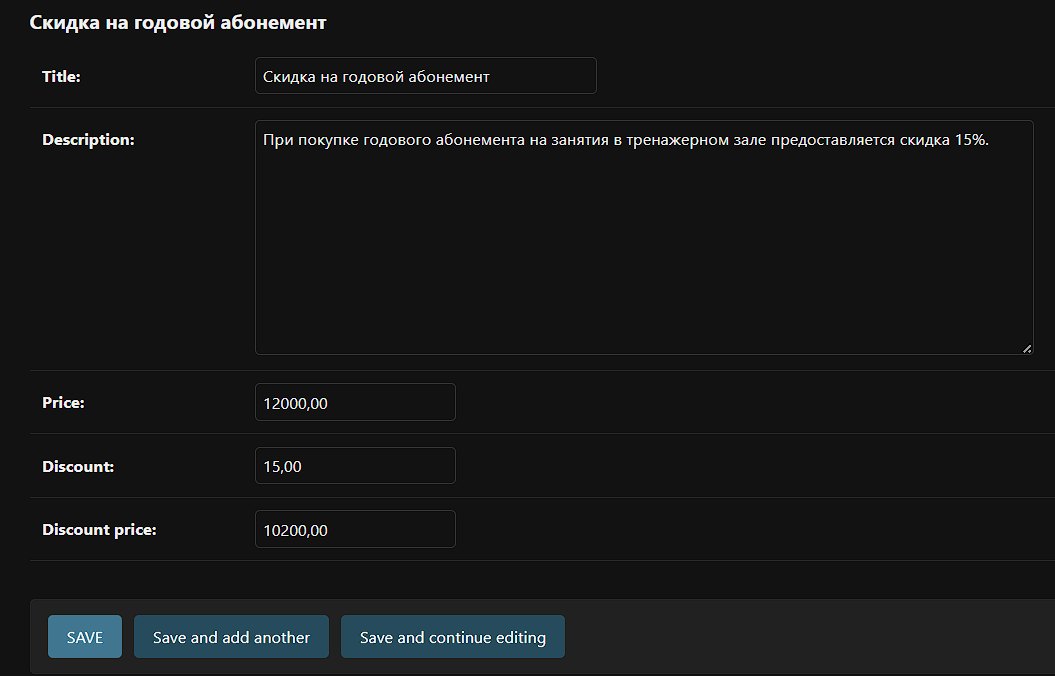 Скидка на годовой абонемент
Title: Скидка на годовой абонемент
Description: При покупке годового абонемента на занятия в тренажерном зале предоставляется скидка 15%.
Price: 12000,00
Discount: 15,00
Discount price: 10200,00
SAVE Save and add another Save and continue editing